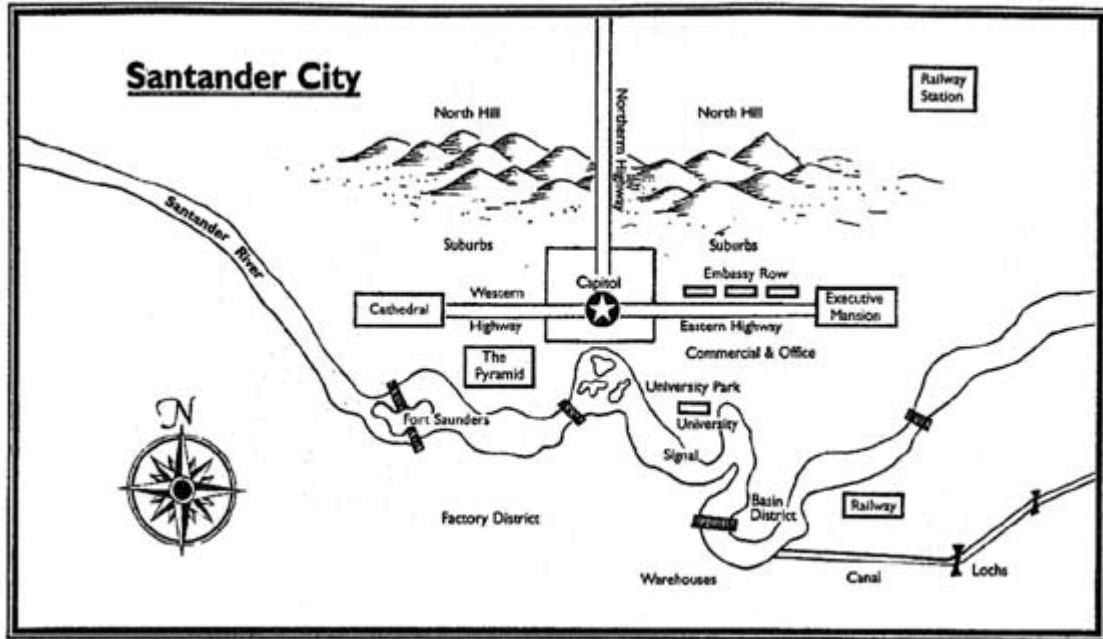 Santander City
Railway
Station
North Hill
North Hill
Northern Highway
Santander River
Suburbs
Suburbs
Embassy Row
Capitol
Western
Highway
Cathedral
Eastern Highway
Executive
Mansion
Commercial & Office
The
Pyramid
University Park
University
Fort Saunders
Signal
N
Basin
District
Railway
Factory District
Warehouses
Canal
Lochs